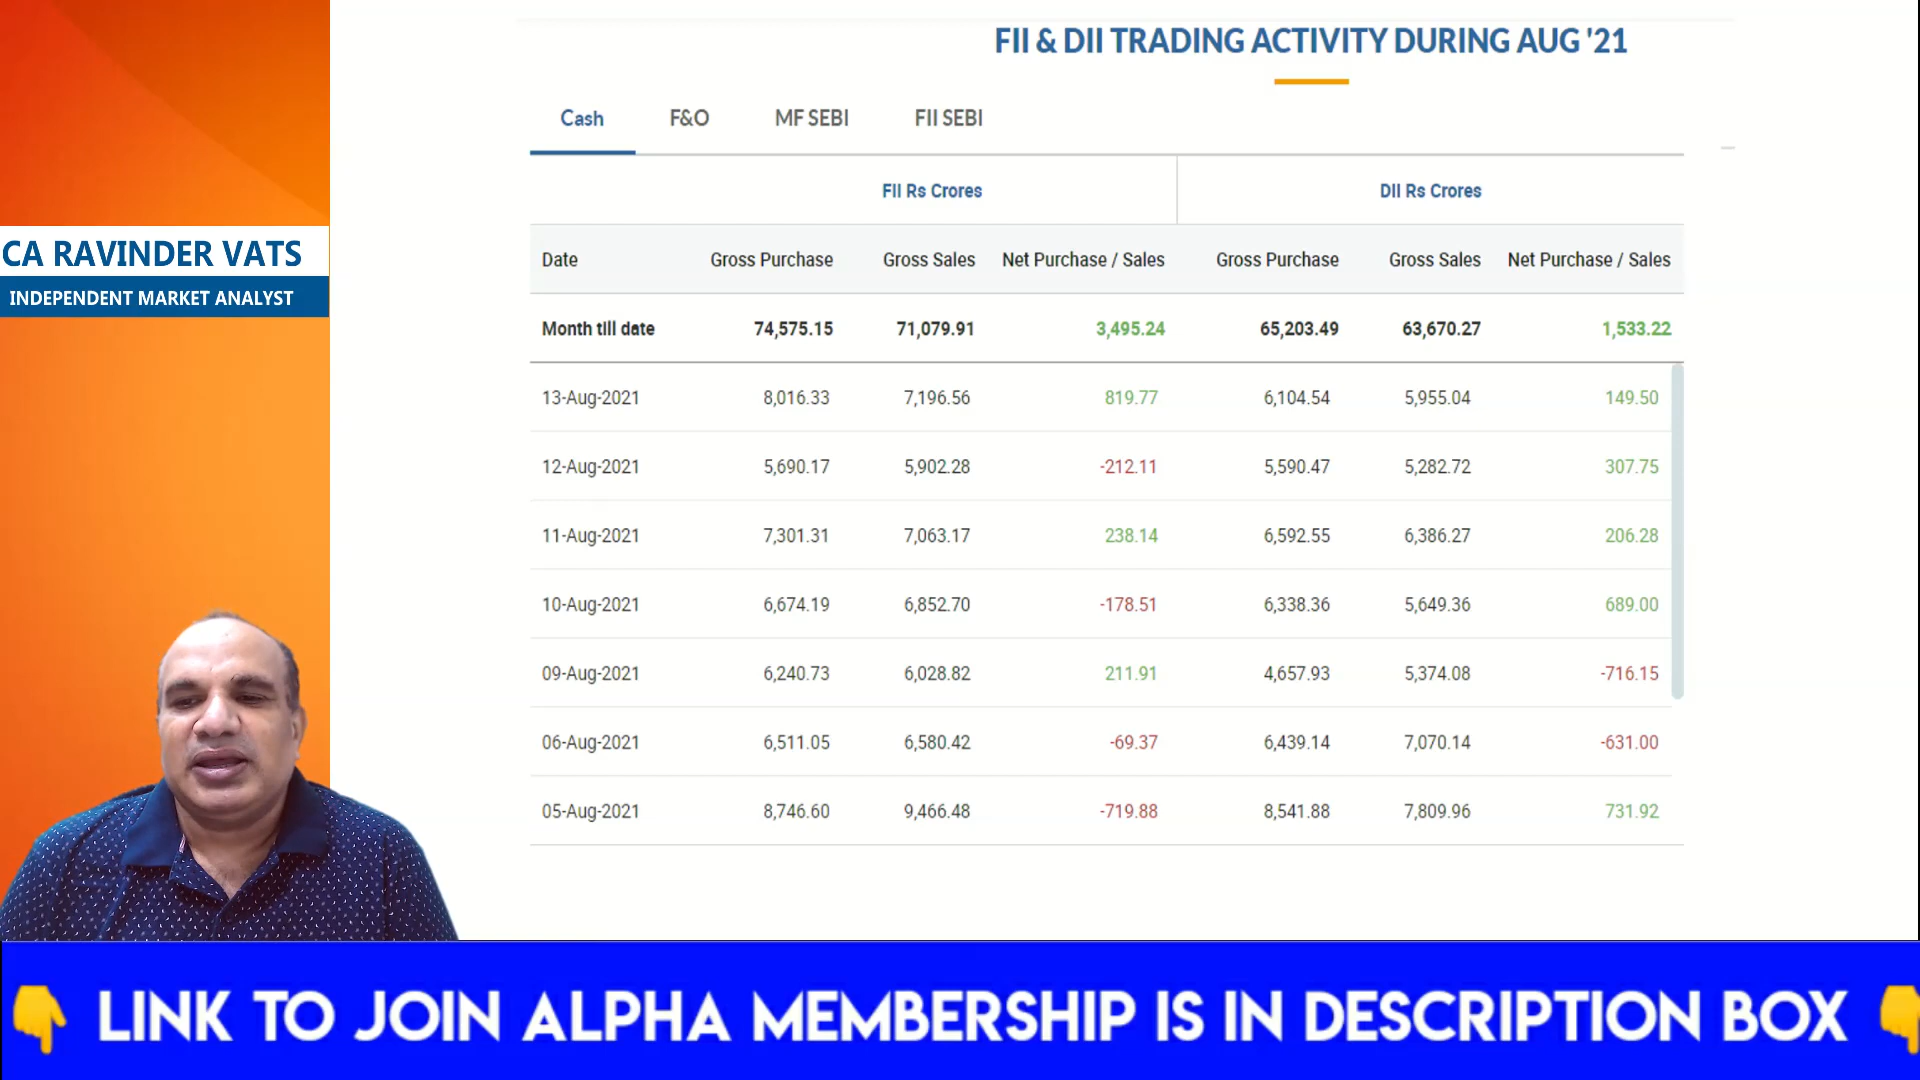 FII & DII TRADING ACTIVITY DURING AUG '21
Cash F&O MF SEBI FII SEBI
FII Rs Crores DII Rs Crores
CA RAVINDER VATS
INDEPENDENT MARKET ANALYST
Date Gross Purchase Gross Sales Net Purchase / Sales Gross Purchase Gross Sales Net Purchase / Sales
Month till date 74,575.15 71,079.91 3,495.24 65,203.49 63,670.27 1,533.22
13-Aug-2021 8,016.33 7,196.56 819.77 6,104.54 5,955.04 149.50
12-Aug-2021 5,690.17 5,902.28 -212.11 5,590.47 5,282.72 307.75
11-Aug-2021 7,301.31 7,063.17 238.14 6,592.55 6,386.27 206.28
10-Aug-2021 6,674.19 6,852.70 -178.51 6,338.36 5,649.36 689.00
09-Aug-2021 6,240.73 6,028.82 211.91 4,657.93 5,374.08 -716.15
06-Aug-2021 6,511.05 6,580.42 -69.37 6,439.14 7,070.14 -631.00
05-Aug-2021 8,746.60 9,466.48 -719.88 8,541.88 7,809.96 731.92
👇 LINK TO JOIN ALPHA MEMBERSHIP IS IN DESCRIPTION BOX 👇